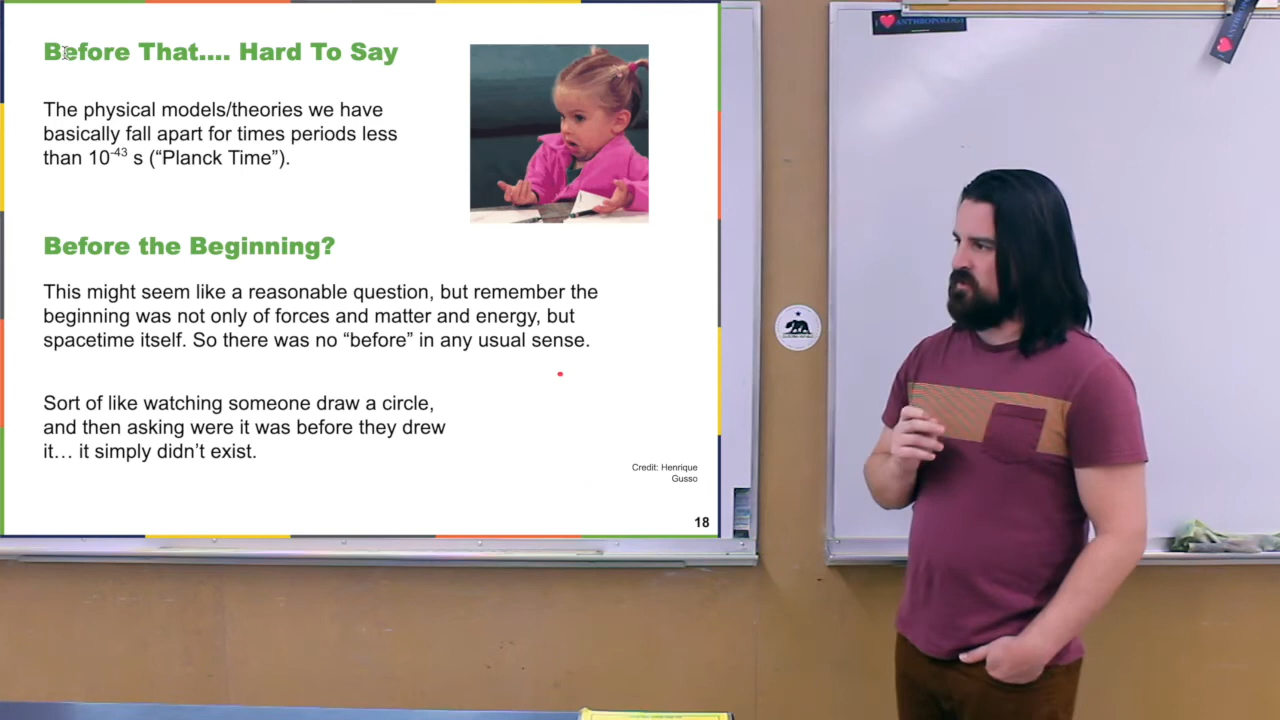 Before That.... Hard To Say
The physical models/theories we have
basically fall apart for times periods less
than 10⁻⁴³ s (“Planck Time”).
Before the Beginning?
This might seem like a reasonable question, but remember the
beginning was not only of forces and matter and energy, but
spacetime itself. So there was no “before” in any usual sense.
Sort of like watching someone draw a circle,
and then asking were it was before they drew
it… it simply didn’t exist.
Credit: Henrique
Gusso
18
I ANTHROPOLOGY